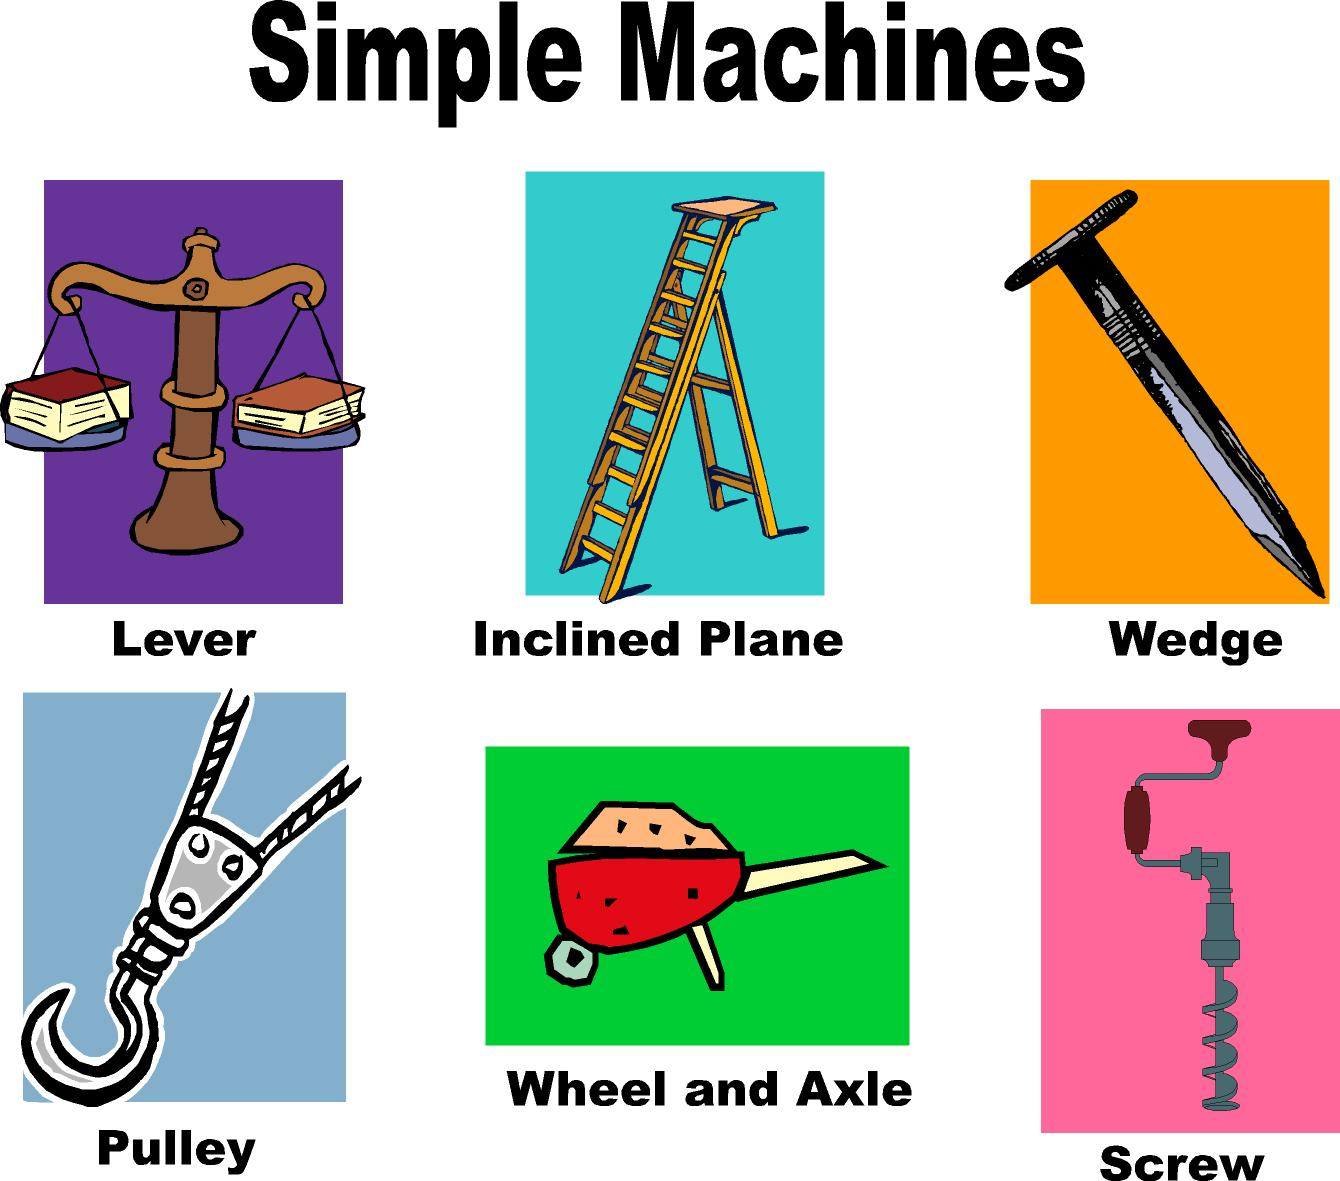 Simple Machines
Lever
Inclined Plane
Wedge
Pulley
Wheel and Axle
Screw